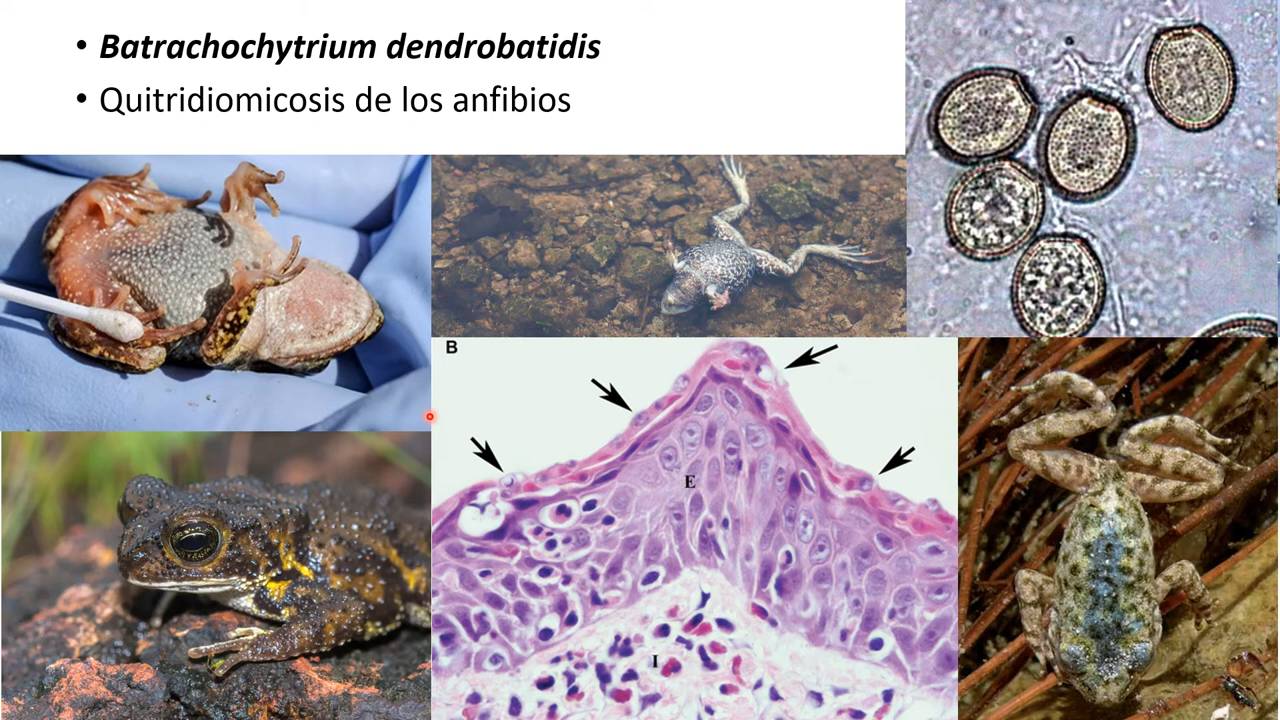 • Batrachochytrium dendrobatidis
• Quitridiomicosis de los anfibios
B
E
I